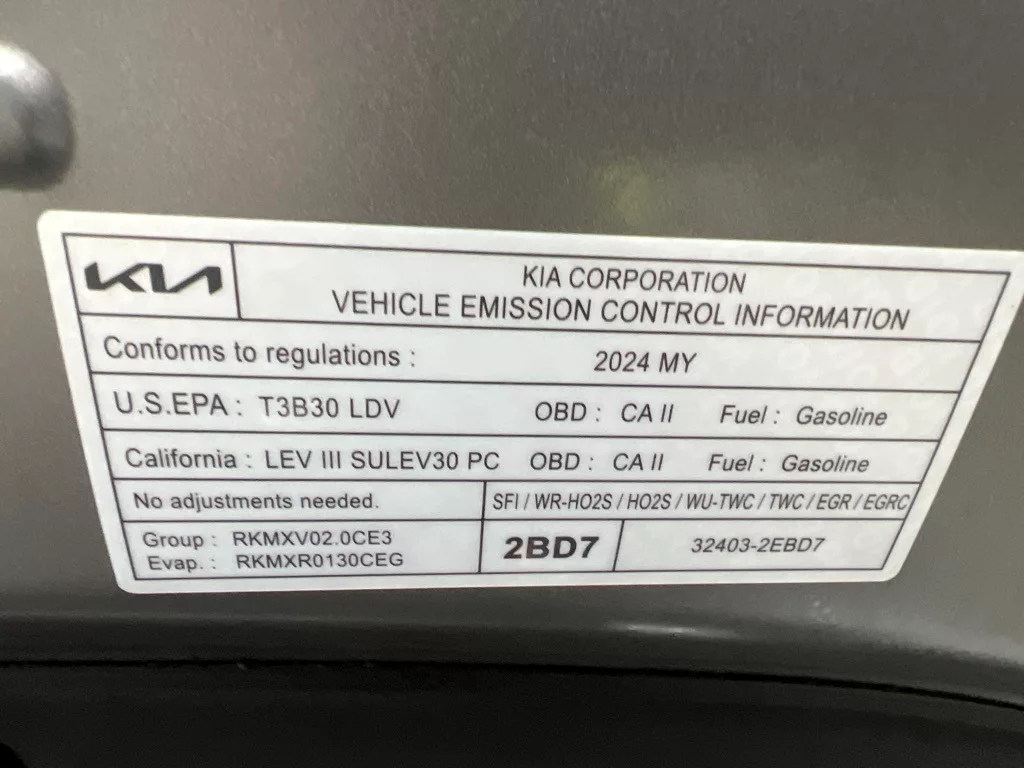 KIA
KIA CORPORATION
VEHICLE EMISSION CONTROL INFORMATION
Conforms to regulations : 2024 MY
U.S.EPA : T3B30 LDV OBD : CA II Fuel : Gasoline
California : LEV III SULEV30 PC OBD : CA II Fuel : Gasoline
No adjustments needed. SFI / WR-HO2S / HO2S / WU-TWC / TWC / EGR / EGRC
Group : RKMXV02.0CE3
Evap. : RKMXR0130CEG
2BD7
32403-2EBD7